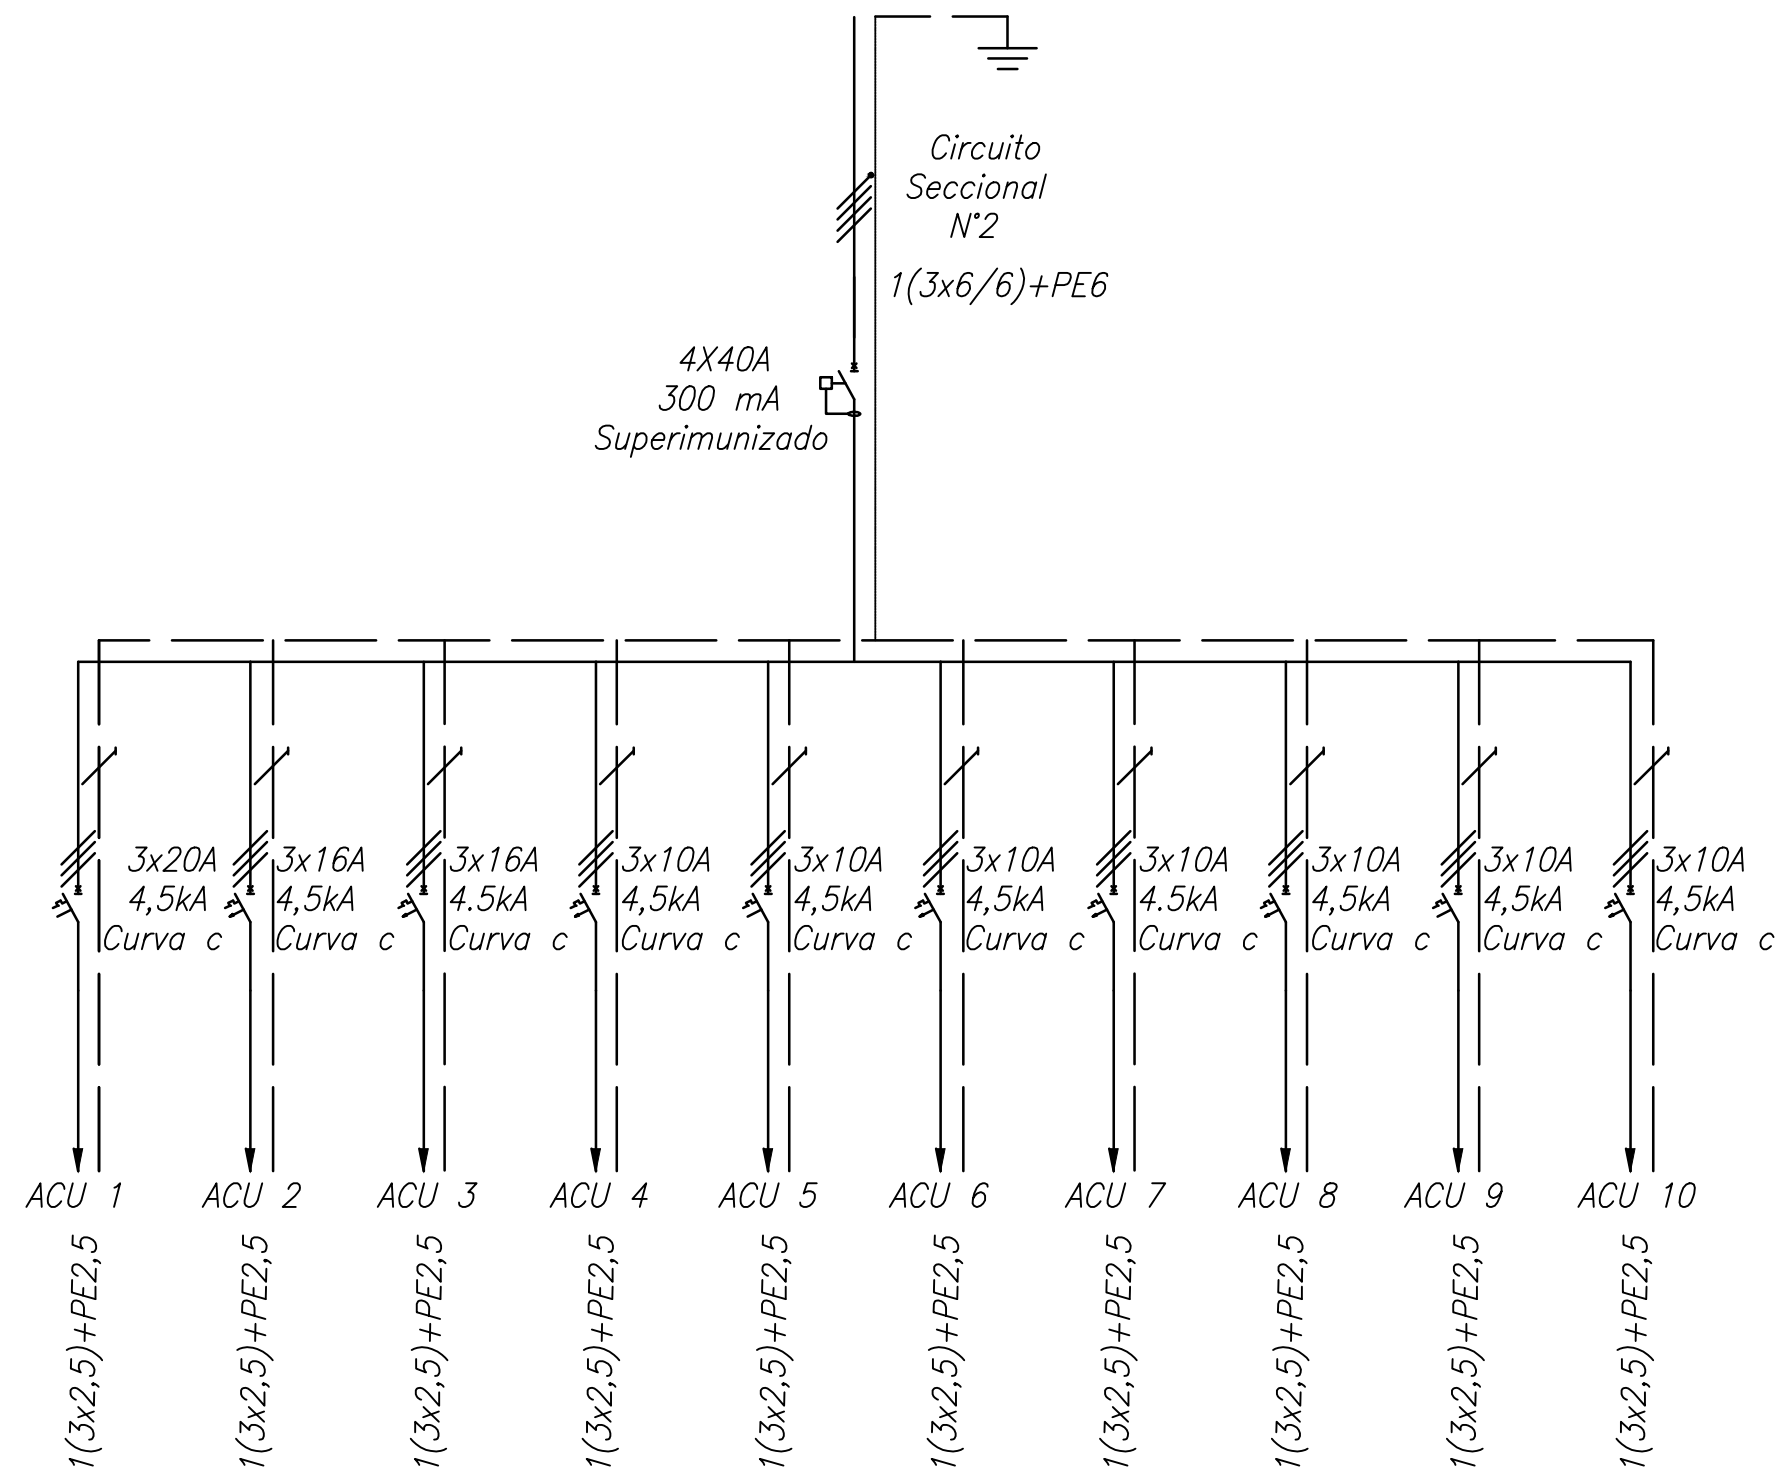 Circuito
Seccional
N°2
1(3x6/6)+PE6
4X40A
300 mA
Superimunizado
3x20A
4,5kA
Curva c
3x16A
4,5kA
Curva c
3x16A
4.5kA
Curva c
3x10A
4,5kA
Curva c
3x10A
4,5kA
Curva c
3x10A
4,5kA
Curva c
3x10A
4.5kA
Curva c
3x10A
4,5kA
Curva c
3x10A
4,5kA
Curva c
3x10A
4,5kA
Curva c
ACU 1
ACU 2
ACU 3
ACU 4
ACU 5
ACU 6
ACU 7
ACU 8
ACU 9
ACU 10
1(3x2,5)+PE2,5
1(3x2,5)+PE2,5
1(3x2,5)+PE2,5
1(3x2,5)+PE2,5
1(3x2,5)+PE2,5
1(3x2,5)+PE2,5
1(3x2,5)+PE2,5
1(3x2,5)+PE2,5
1(3x2,5)+PE2,5
1(3x2,5)+PE2,5